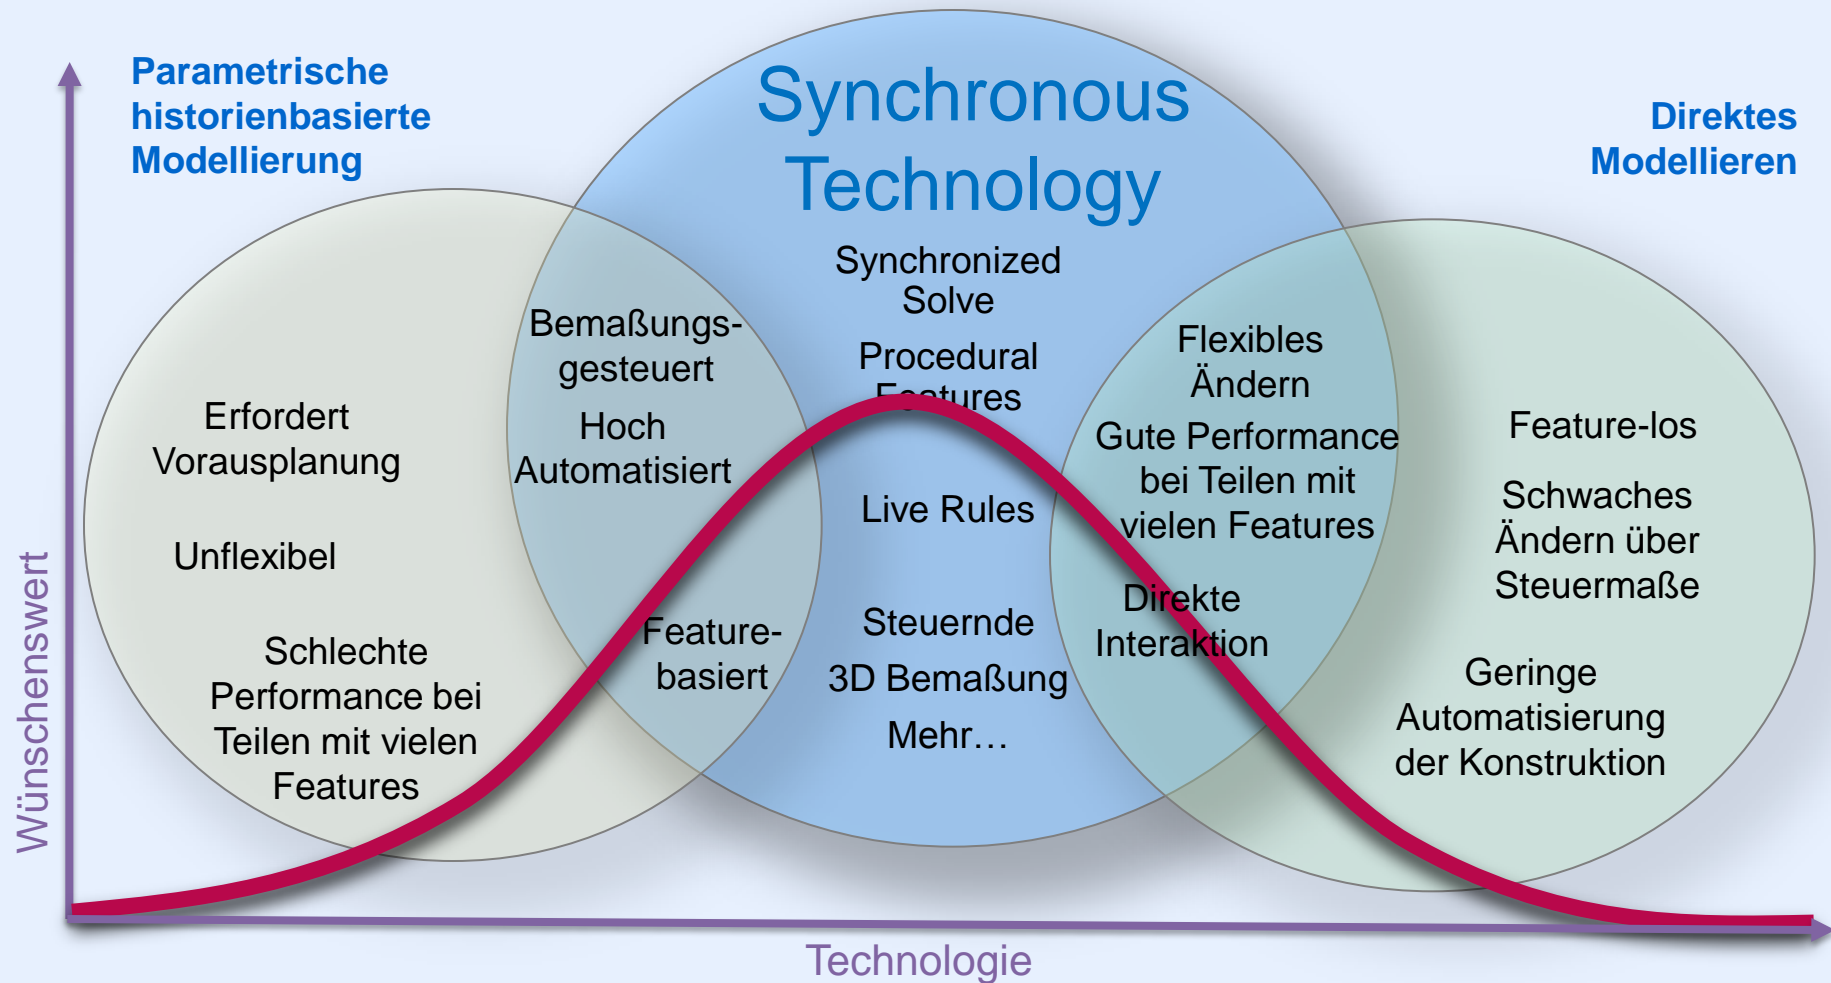 Parametrische
historienbasierte
Modellierung
Synchronous
Technology
Direktes
Modellieren
Erfordert
Vorausplanung
Unflexibel
Schlechte
Performance bei
Teilen mit vielen
Features
Bemaßungs-
gesteuert
Hoch
Automatisiert
Feature-
basiert
Synchronized
Solve
Procedural
Features
Live Rules
Steuernde
3D Bemaßung
Mehr…
Flexibles
Ändern
Gute Performance
bei Teilen mit
vielen Features
Direkte
Interaktion
Feature-los
Schwaches
Ändern über
Steuermaße
Geringe
Automatisierung
der Konstruktion
Wünschenswert
Technologie